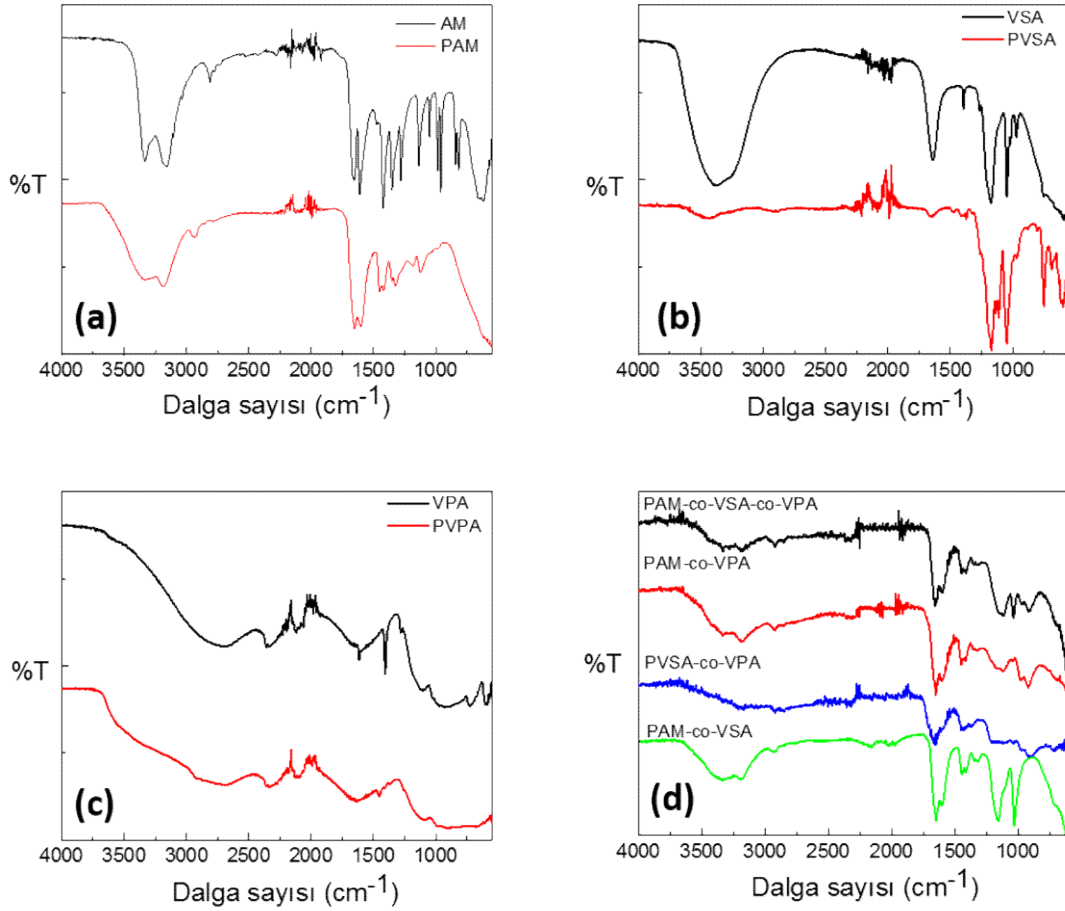 AM
PAM
%T
(a)
4000 3500 3000 2500 2000 1500 1000
Dalga sayısı (cm-1)
VSA
PVSA
%T
(b)
4000 3500 3000 2500 2000 1500 1000
Dalga sayısı (cm-1)
VPA
PVPA
%T
(c)
4000 3500 3000 2500 2000 1500 1000
Dalga sayısı (cm-1)
PAM-co-VSA-co-VPA
PAM-co-VPA
%T
PVSA-co-VPA
PAM-co-VSA
(d)
4000 3500 3000 2500 2000 1500 1000
Dalga sayısı (cm-1)